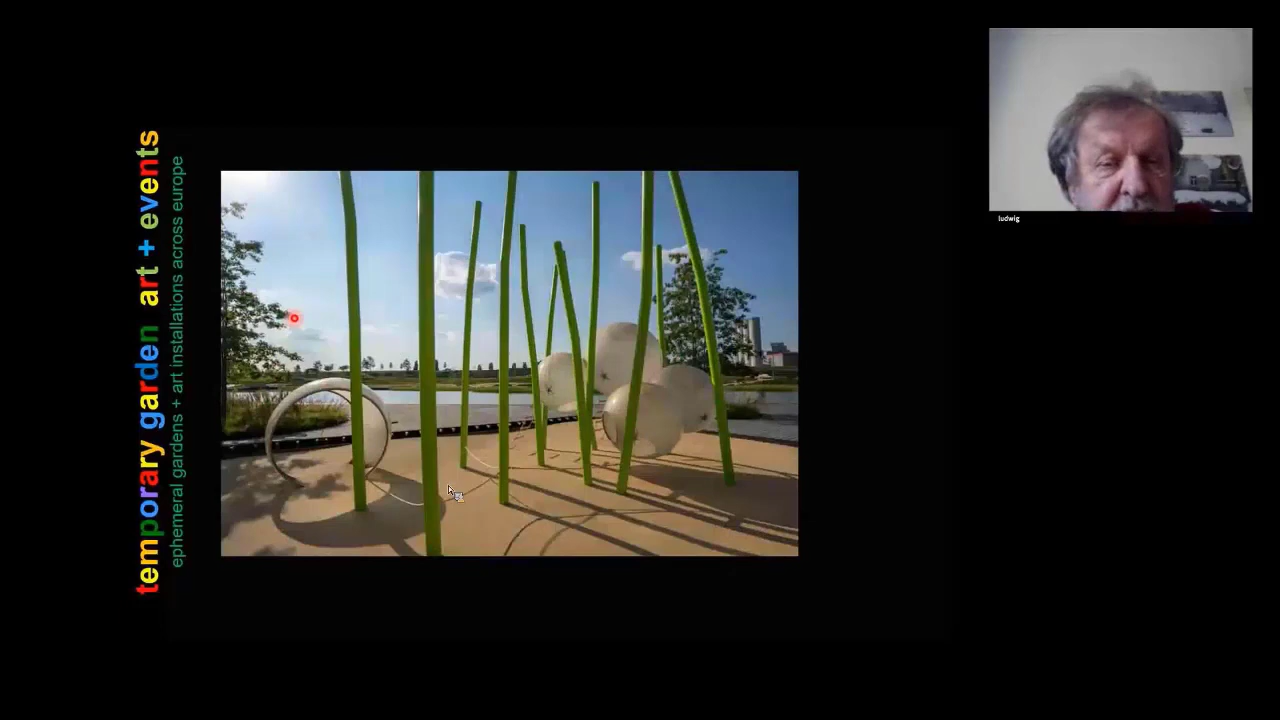 temporary garden art + events
ephemeral gardens + art installations across europe
ludwig